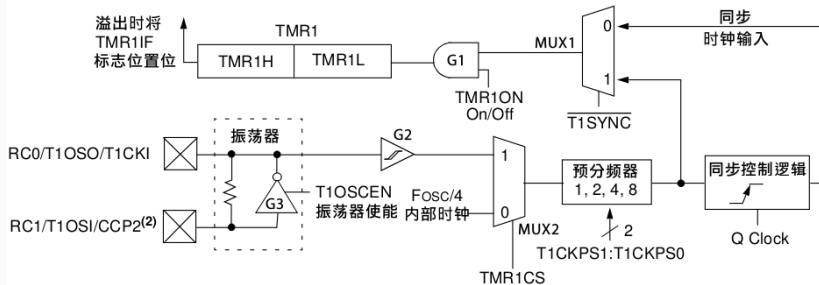 溢出时将
TMR1IF
标志位置位
TMR1
TMR1H
TMR1L
G1
TMR1ON
On/Off
MUX1
0
1
T1SYNC
同步
时钟输入
RC0/T1OSO/T1CKI
RC1/T1OSI/CCP2(2)
振荡器
G3
T1OSCEN
振荡器使能
G2
FOSC/4
内部时钟
1
0
MUX2
TMR1CS
预分频器
1, 2, 4, 8
2
T1CKPS1:T1CKPS0
同步控制逻辑
Q Clock